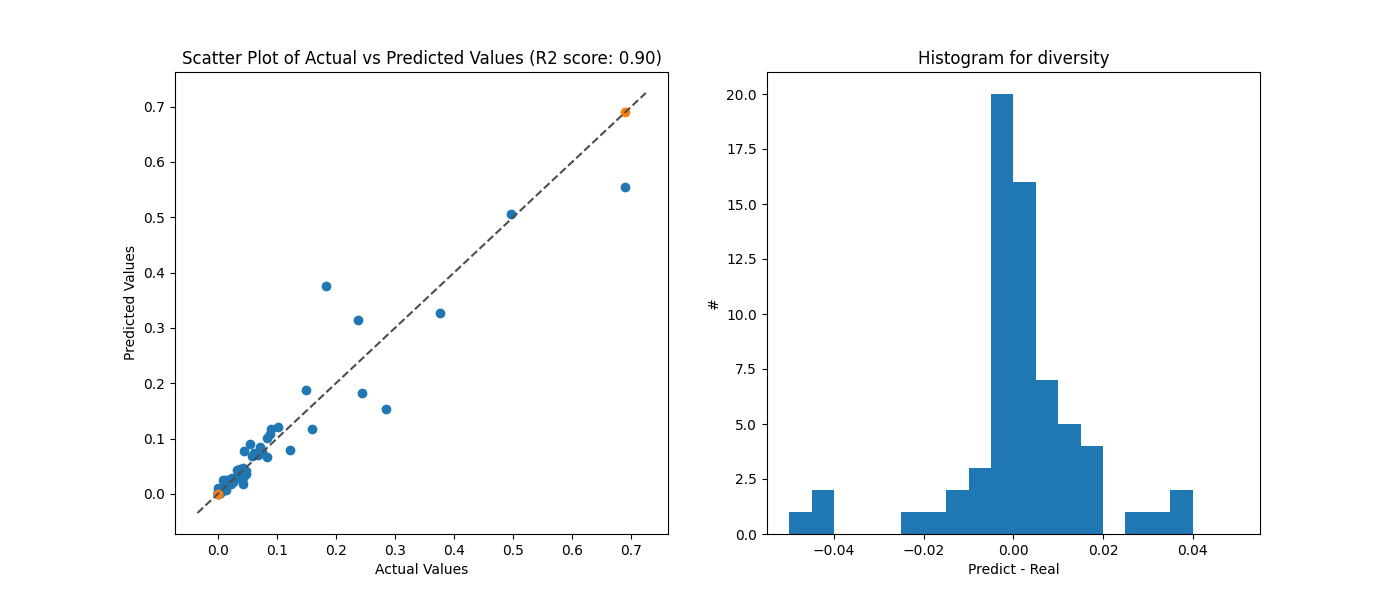 Scatter Plot of Actual vs Predicted Values (R2 score: 0.90)
0.7
0.6
0.5
0.4
0.3
0.2
0.1
0.0
Predicted Values
0.0 0.1 0.2 0.3 0.4 0.5 0.6 0.7
Actual Values
Histogram for diversity
20.0
17.5
15.0
12.5
10.0
7.5
5.0
2.5
0.0
#
−0.04 −0.02 0.00 0.02 0.04
Predict - Real